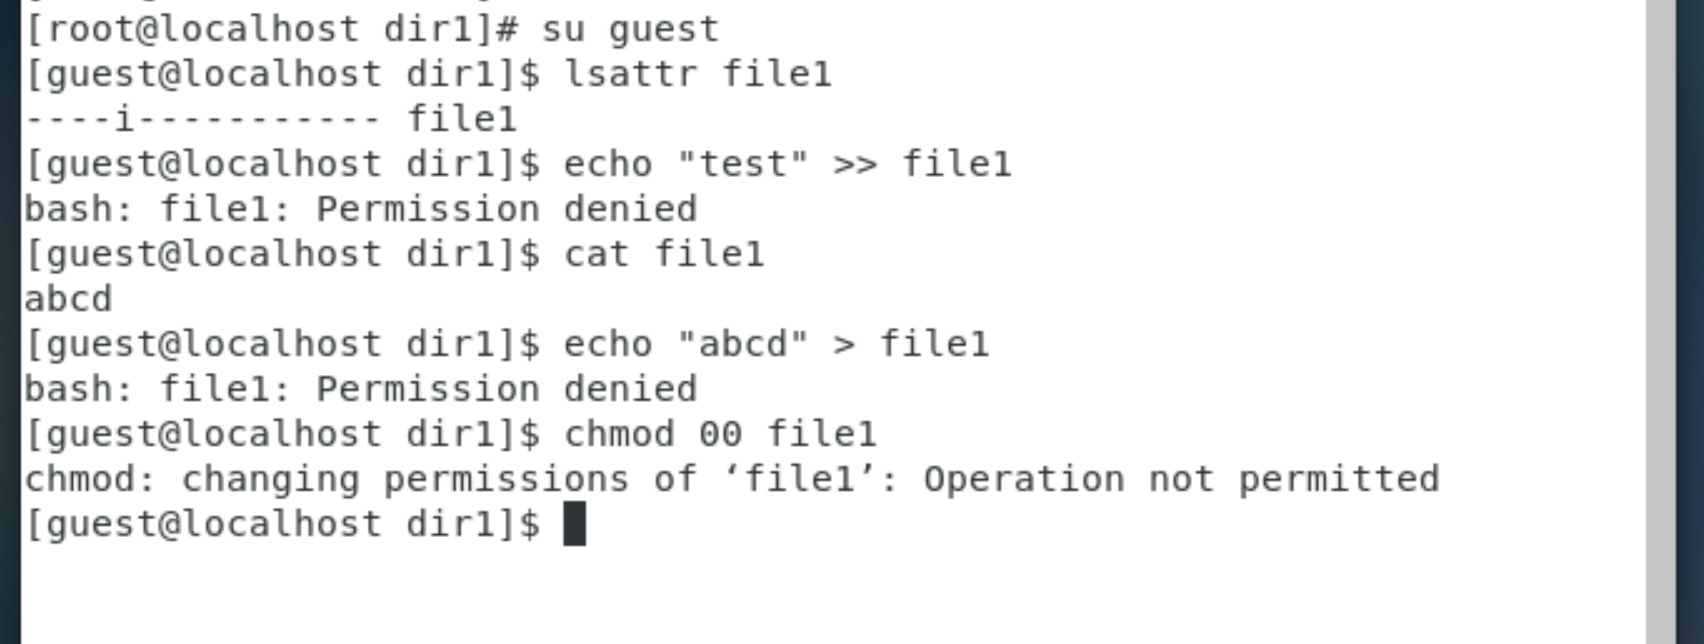 [root@localhost dir1]# su guest
[guest@localhost dir1]$ lsattr file1
----i----------- file1
[guest@localhost dir1]$ echo "test" >> file1
bash: file1: Permission denied
[guest@localhost dir1]$ cat file1
abcd
[guest@localhost dir1]$ echo "abcd" > file1
bash: file1: Permission denied
[guest@localhost dir1]$ chmod 00 file1
chmod: changing permissions of ‘file1’: Operation not permitted
[guest@localhost dir1]$